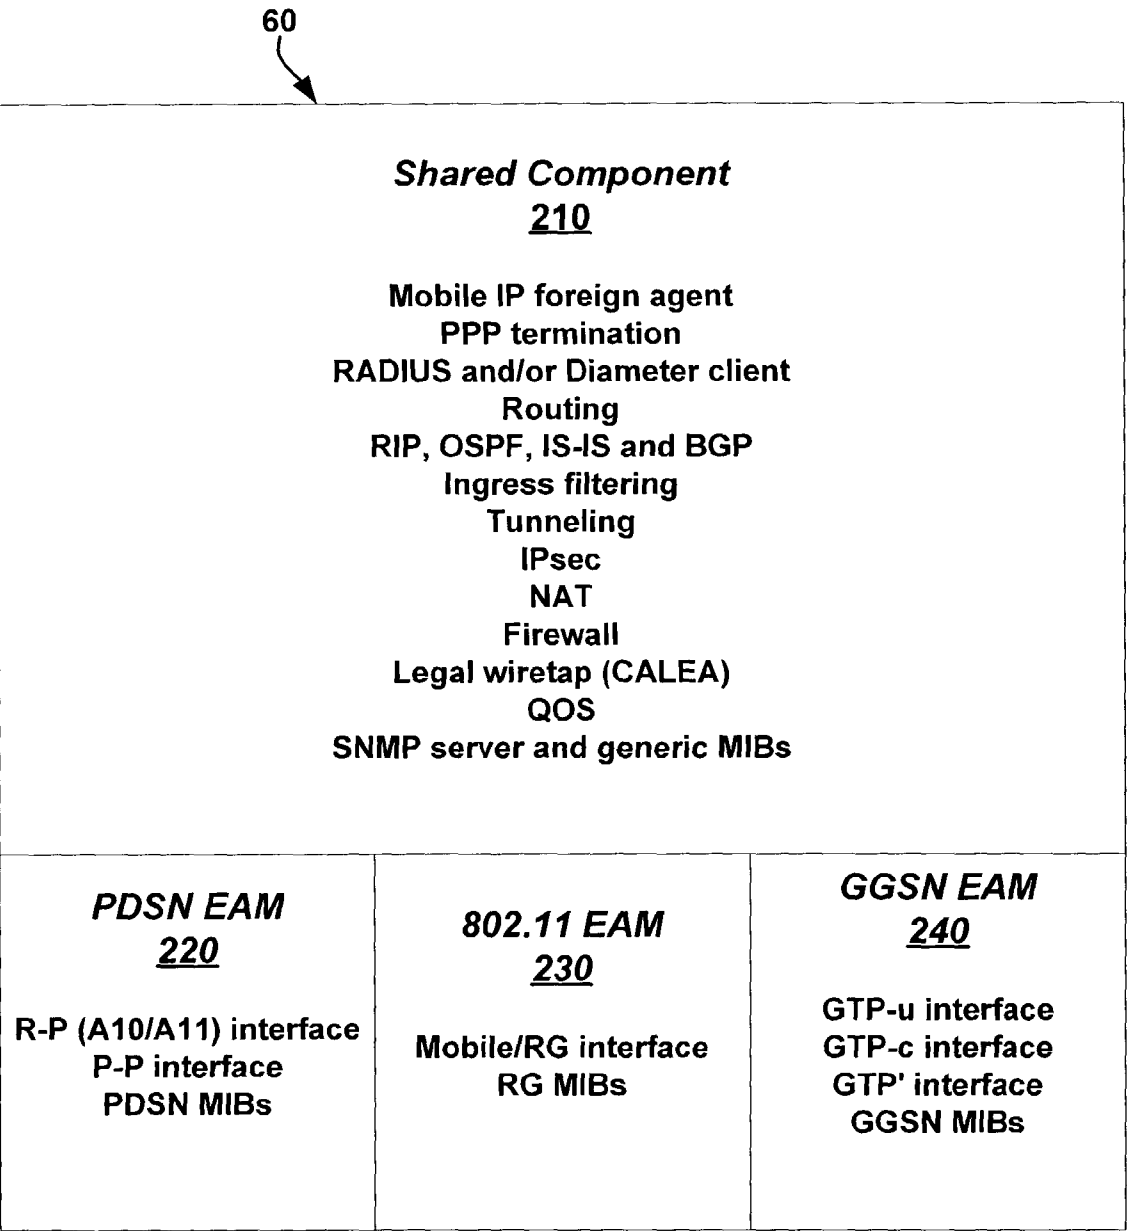 60
Shared Component
210
Mobile IP foreign agent
PPP termination
RADIUS and/or Diameter client
Routing
RIP, OSPF, IS-IS and BGP
Ingress filtering
Tunneling
IPsec
NAT
Firewall
Legal wiretap (CALEA)
QOS
SNMP server and generic MIBs
PDSN EAM
220
R-P (A10/A11) interface
P-P interface
PDSN MIBs
802.11 EAM
230
Mobile/RG interface
RG MIBs
GGSN EAM
240
GTP-u interface
GTP-c interface
GTP' interface
GGSN MIBs